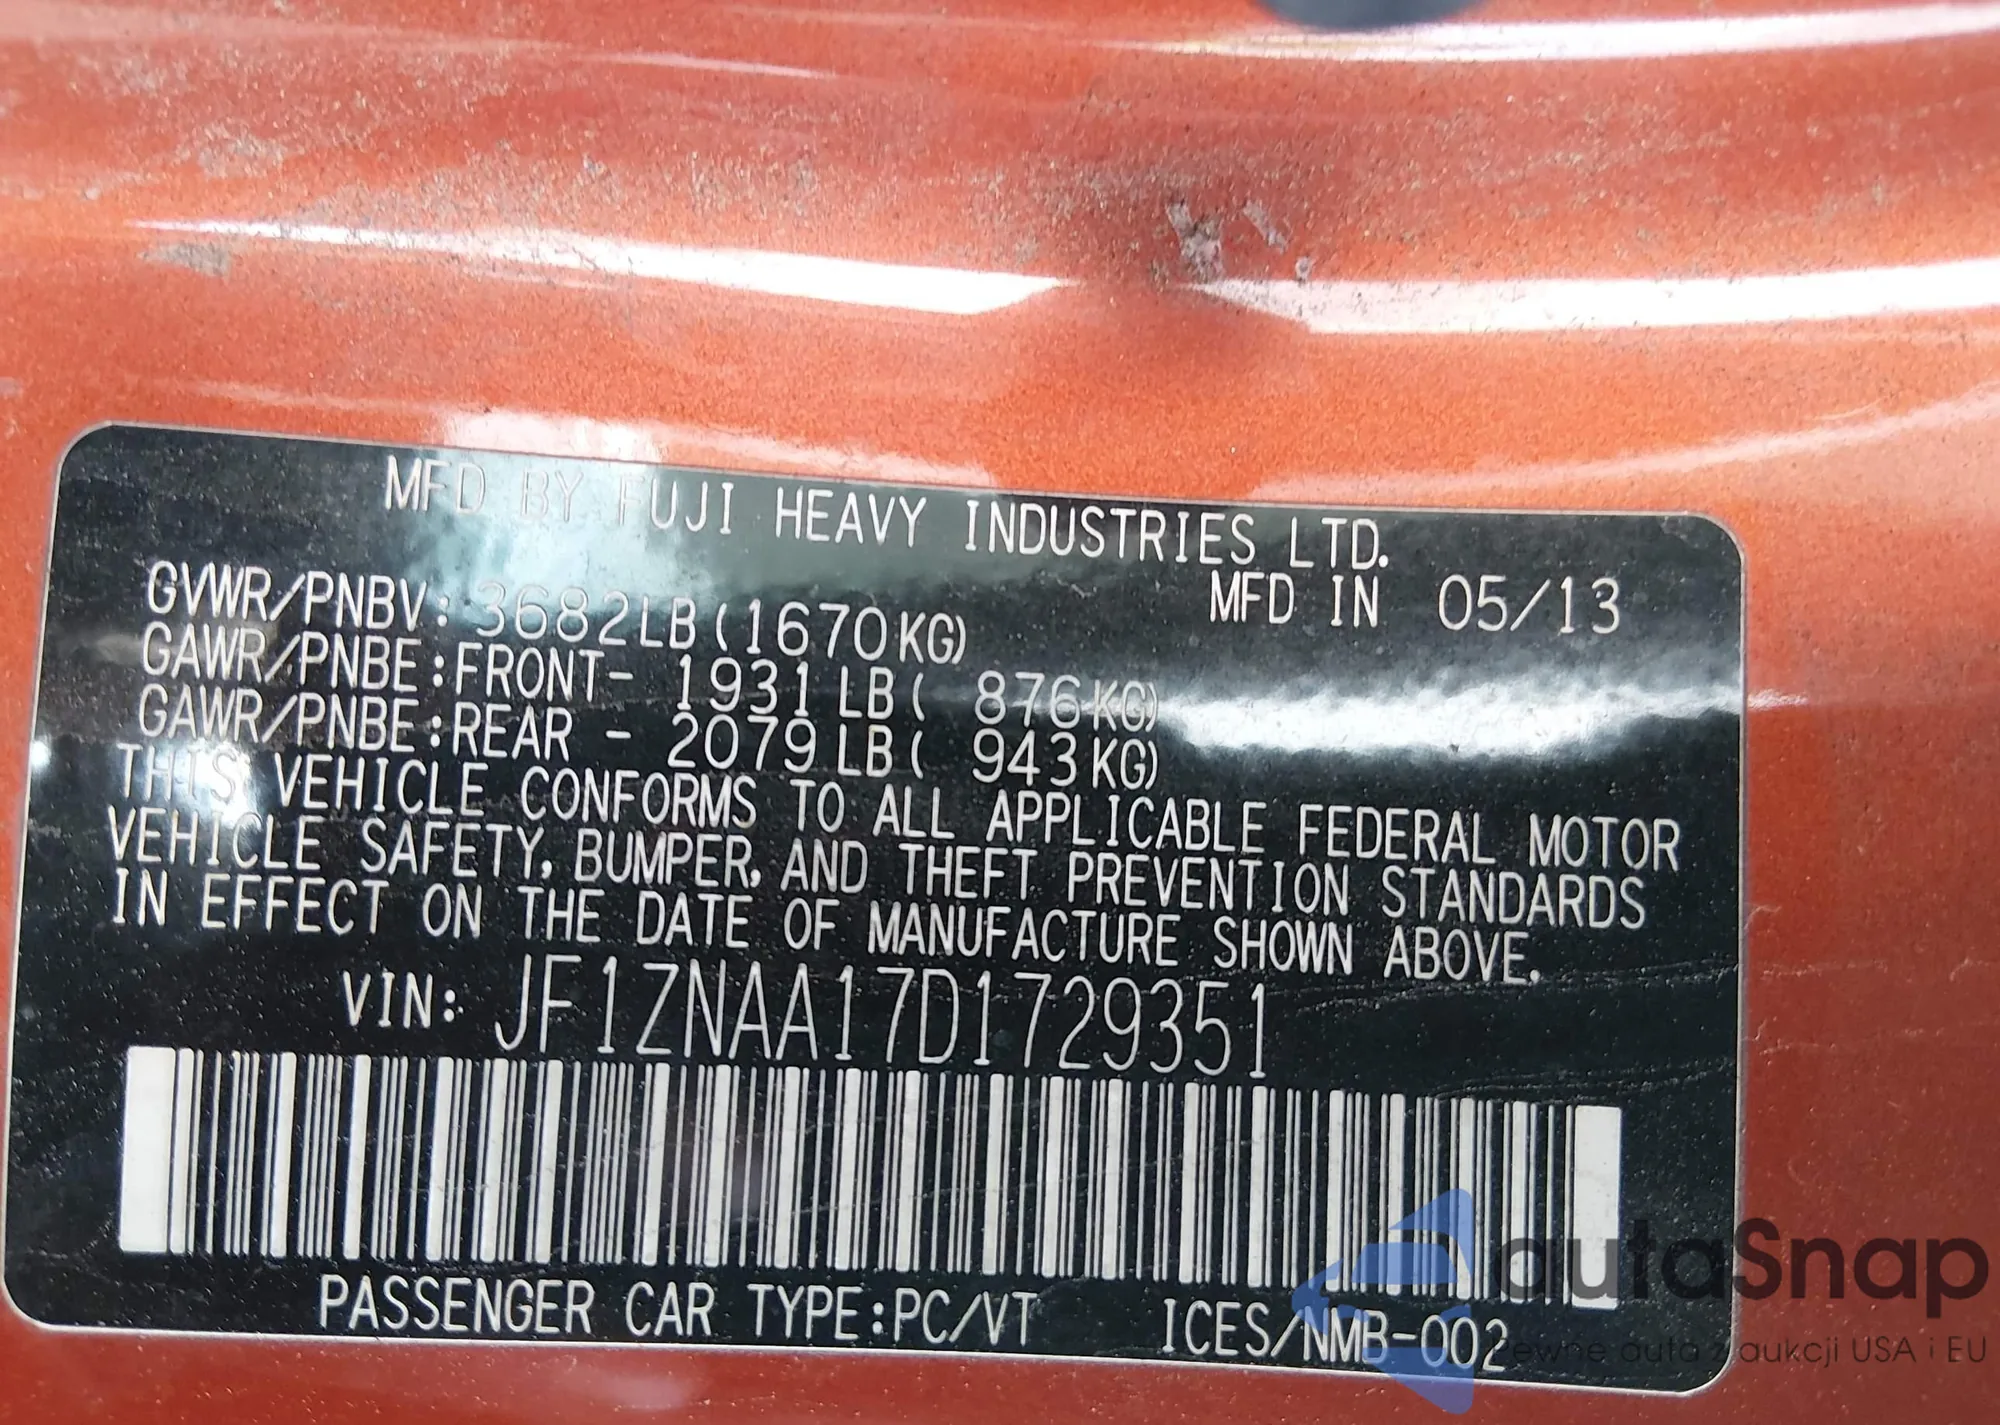 MFD BY FUJI HEAVY INDUSTRIES LTD.
MFD IN 05/13
GVWR/PNBV: 3682LB(1670KG)
GAWR/PNBE:FRONT- 1931LB( 876KG)
GAWR/PNBE:REAR - 2079LB( 943KG)
THIS VEHICLE CONFORMS TO ALL APPLICABLE FEDERAL MOTOR
VEHICLE SAFETY, BUMPER, AND THEFT PREVENTION STANDARDS
IN EFFECT ON THE DATE OF MANUFACTURE SHOWN ABOVE.
VIN: JF1ZNAA17D1729351
PASSENGER CAR TYPE:PC/VT ICES/NMB-002
autaSnap
Pewne auta z aukcji USA i EU